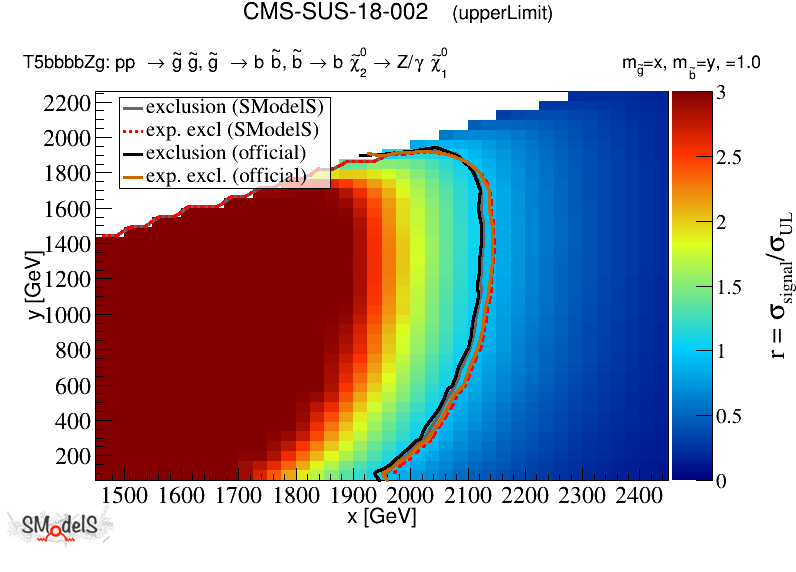 CMS-SUS-18-002 (upperLimit)
T5bbbbZg: pp → g̃ g̃, g̃ → b b̃, b̃ → b χ̃⁰₂ → Z/γ χ̃⁰₁
m_g̃=x, m_b̃=y, =1.0
exclusion (SModelS)
exp. excl (SModelS)
exclusion (official)
exp. excl. (official)
2200
2000
1800
1600
1400
1200
1000
800
600
400
200
y [GeV]
1500 1600 1700 1800 1900 2000 2100 2200 2300 2400
x [GeV]
3
2.5
2
1.5
1
0.5
0
r = σ_signal/σ_UL
SModelS